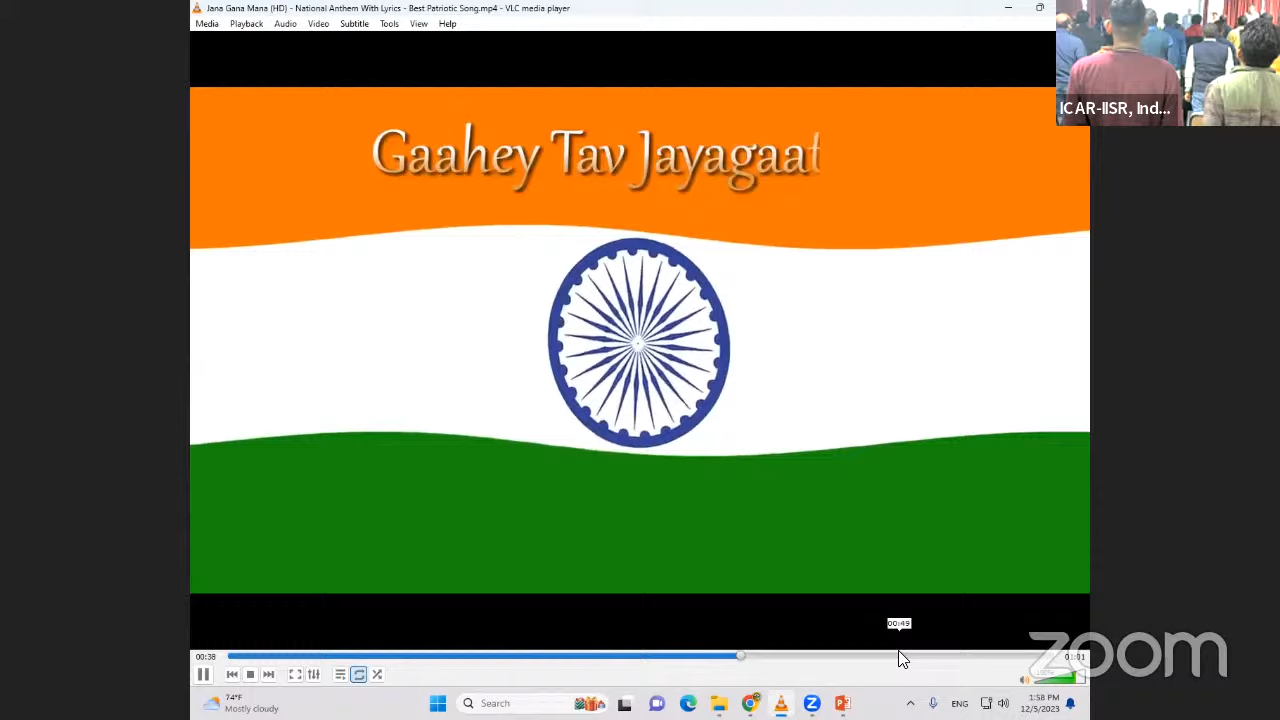 Jana Gana Mana (HD) - National Anthem With Lyrics - Best Patriotic Song.mp4 - VLC media player
Media Playback Audio Video Subtitle Tools View Help
ICAR-IISR, Ind...
Gaahey Tav Jayagaat
00:49
00:38
01:01
zoom
74°F
Mostly cloudy
Search
ENG
1:58 PM
12/5/2023